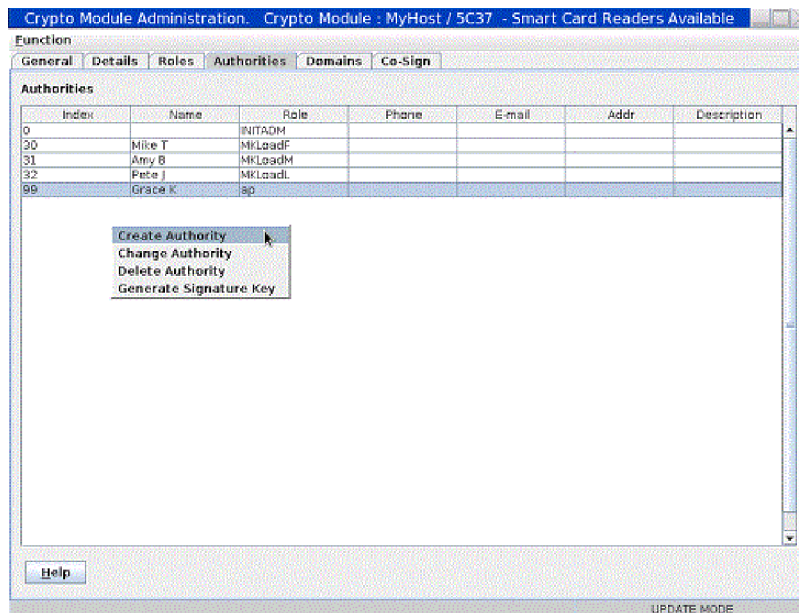 Crypto Module Administration. Crypto Module : MyHost / 5C37 - Smart Card Readers Available
Function
General Details Roles Authorities Domains Co-Sign
Authorities
Index Name Role Phone E-mail Addr Description
0 INITADM
30 Mike T MKLoadF
31 Amy B MKLoadM
32 Pete J MKLoadL
99 Grace K ap
Create Authority
Change Authority
Delete Authority
Generate Signature Key
Help
UPDATE MODE